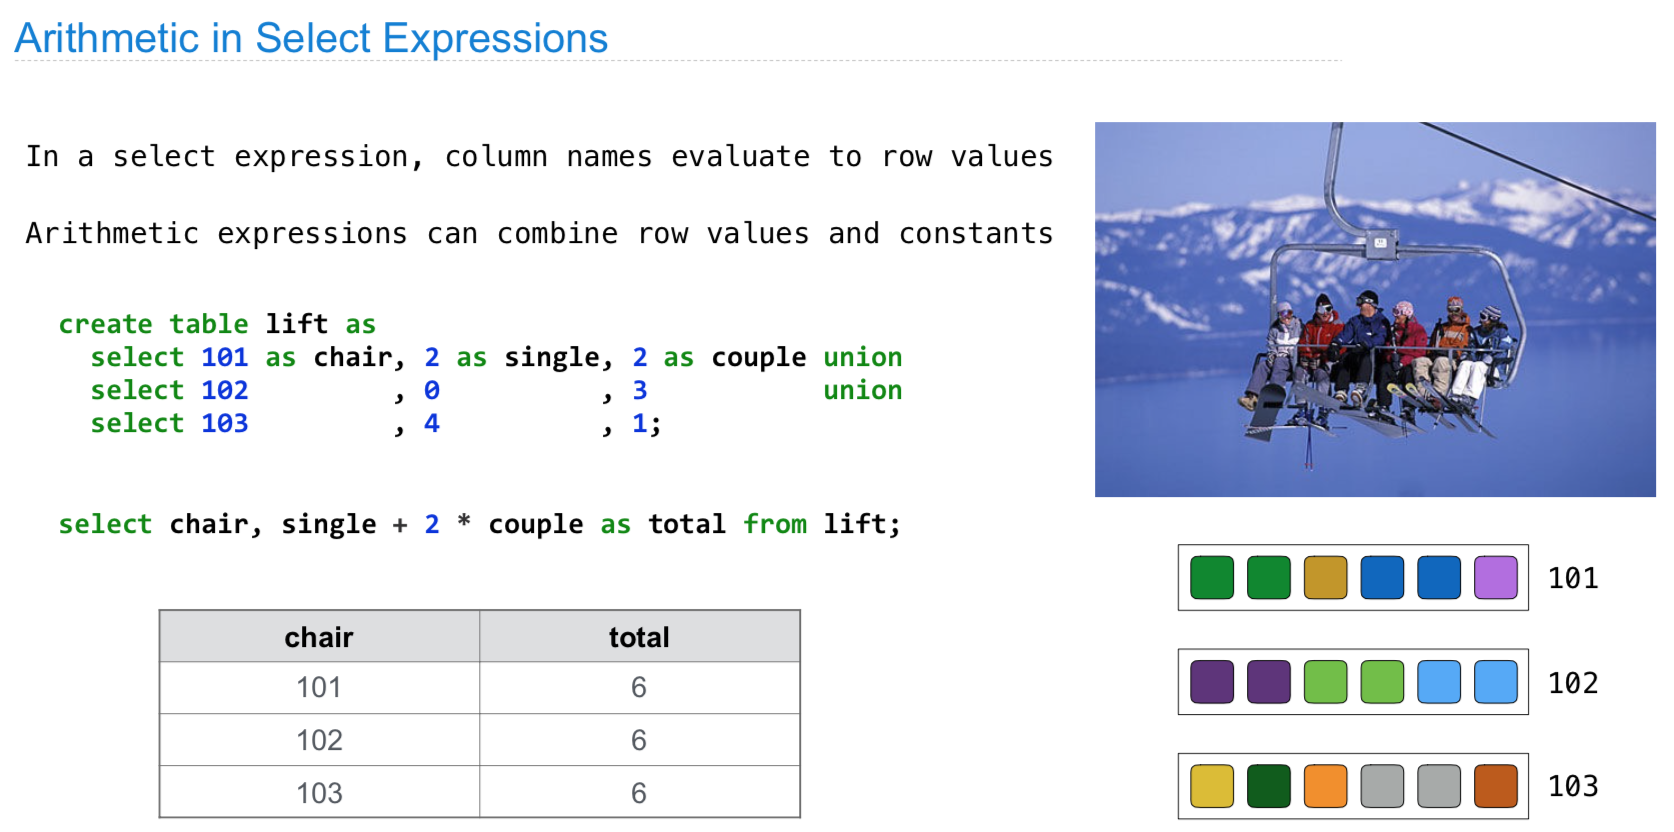 Arithmetic in Select Expressions
In a select expression, column names evaluate to row values
Arithmetic expressions can combine row values and constants
create table lift as
select 101 as chair, 2 as single, 2 as couple union
select 102 , 0 , 3 union
select 103 , 4 , 1;
select chair, single + 2 * couple as total from lift;
chair total
101 6
102 6
103 6
101
102
103